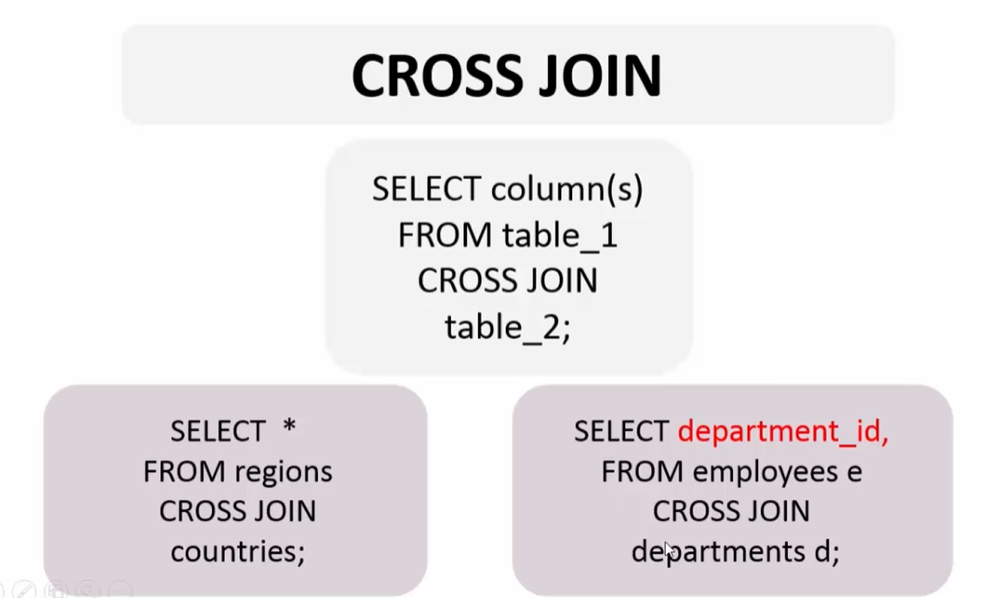 CROSS JOIN
SELECT column(s)
FROM table_1
CROSS JOIN
table_2;
SELECT  *
FROM regions
CROSS JOIN
countries;
SELECT department_id,
FROM employees e
CROSS JOIN
departments d;